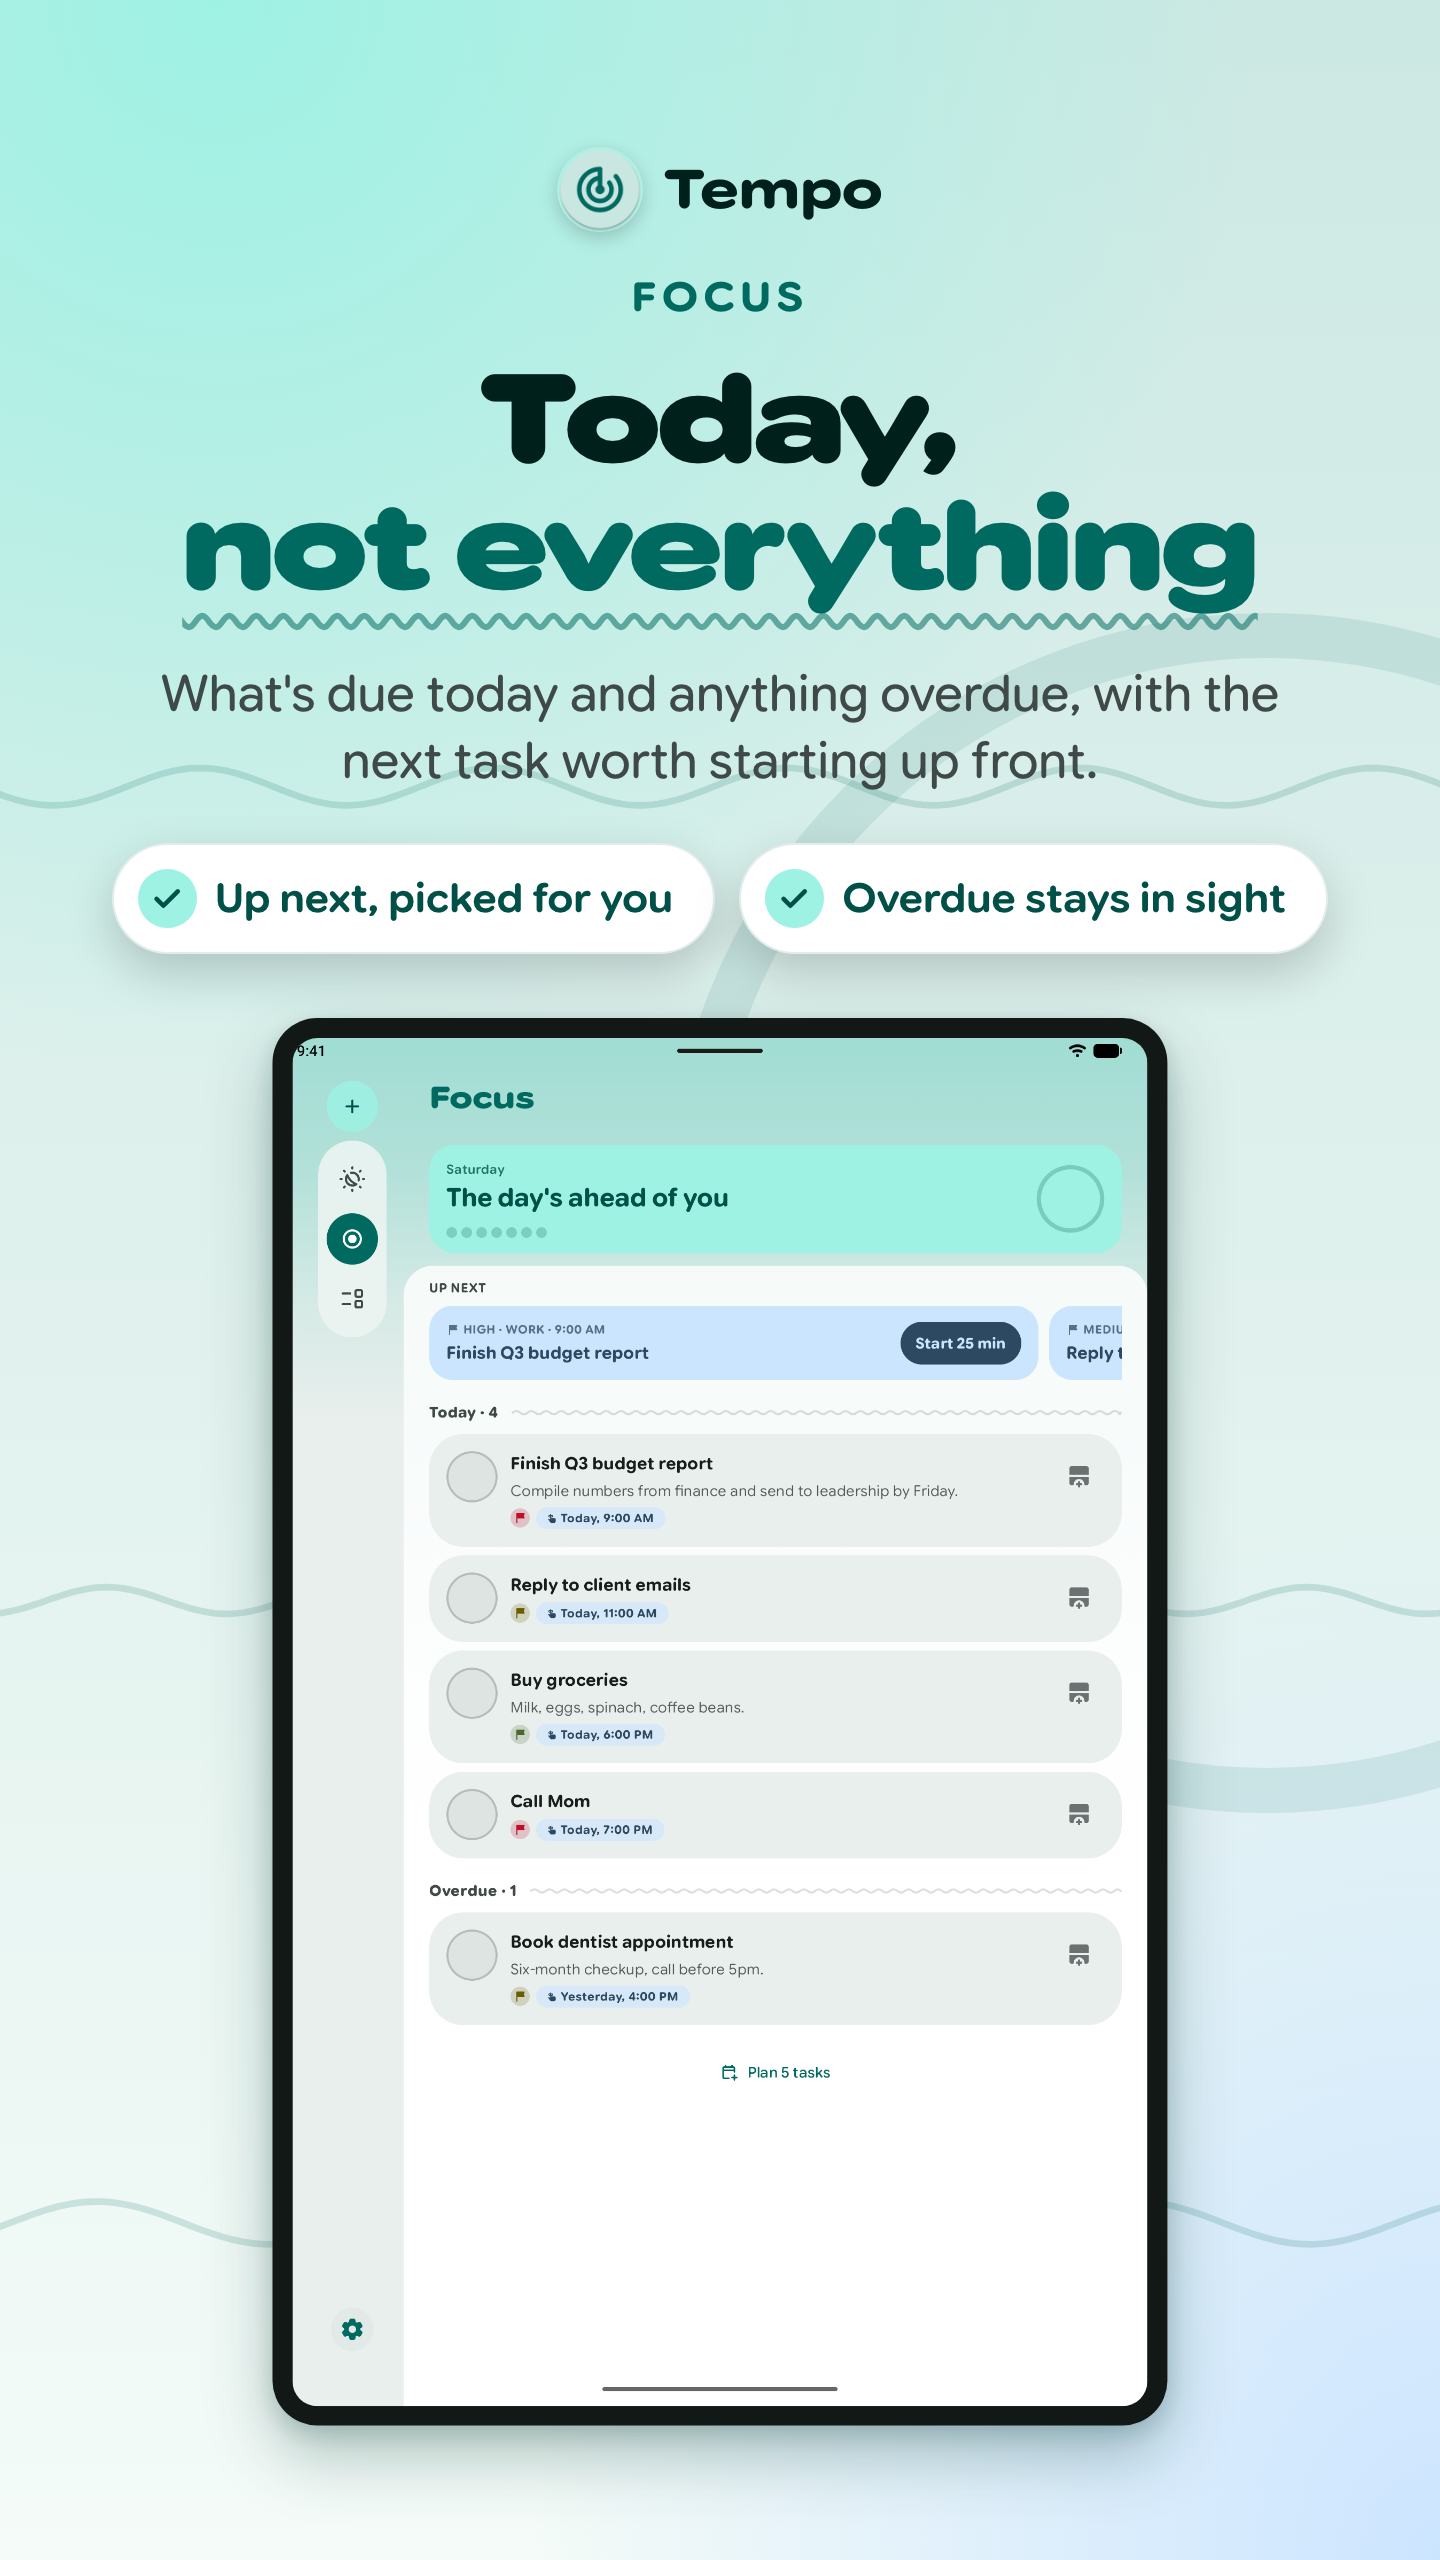 Tempo
FOCUS
Today,
not everything
What's due today and anything overdue, with the
next task worth starting up front.
Up next, picked for you
Overdue stays in sight
9:41
Focus
Saturday
The day's ahead of you
UP NEXT
HIGH · WORK · 9:00 AM
Finish Q3 budget report
Start 25 min
MEDIU
Reply t
Today · 4
Finish Q3 budget report
Compile numbers from finance and send to leadership by Friday.
Today, 9:00 AM
Reply to client emails
Today, 11:00 AM
Buy groceries
Milk, eggs, spinach, coffee beans.
Today, 6:00 PM
Call Mom
Today, 7:00 PM
Overdue · 1
Book dentist appointment
Six-month checkup, call before 5pm.
Yesterday, 4:00 PM
Plan 5 tasks